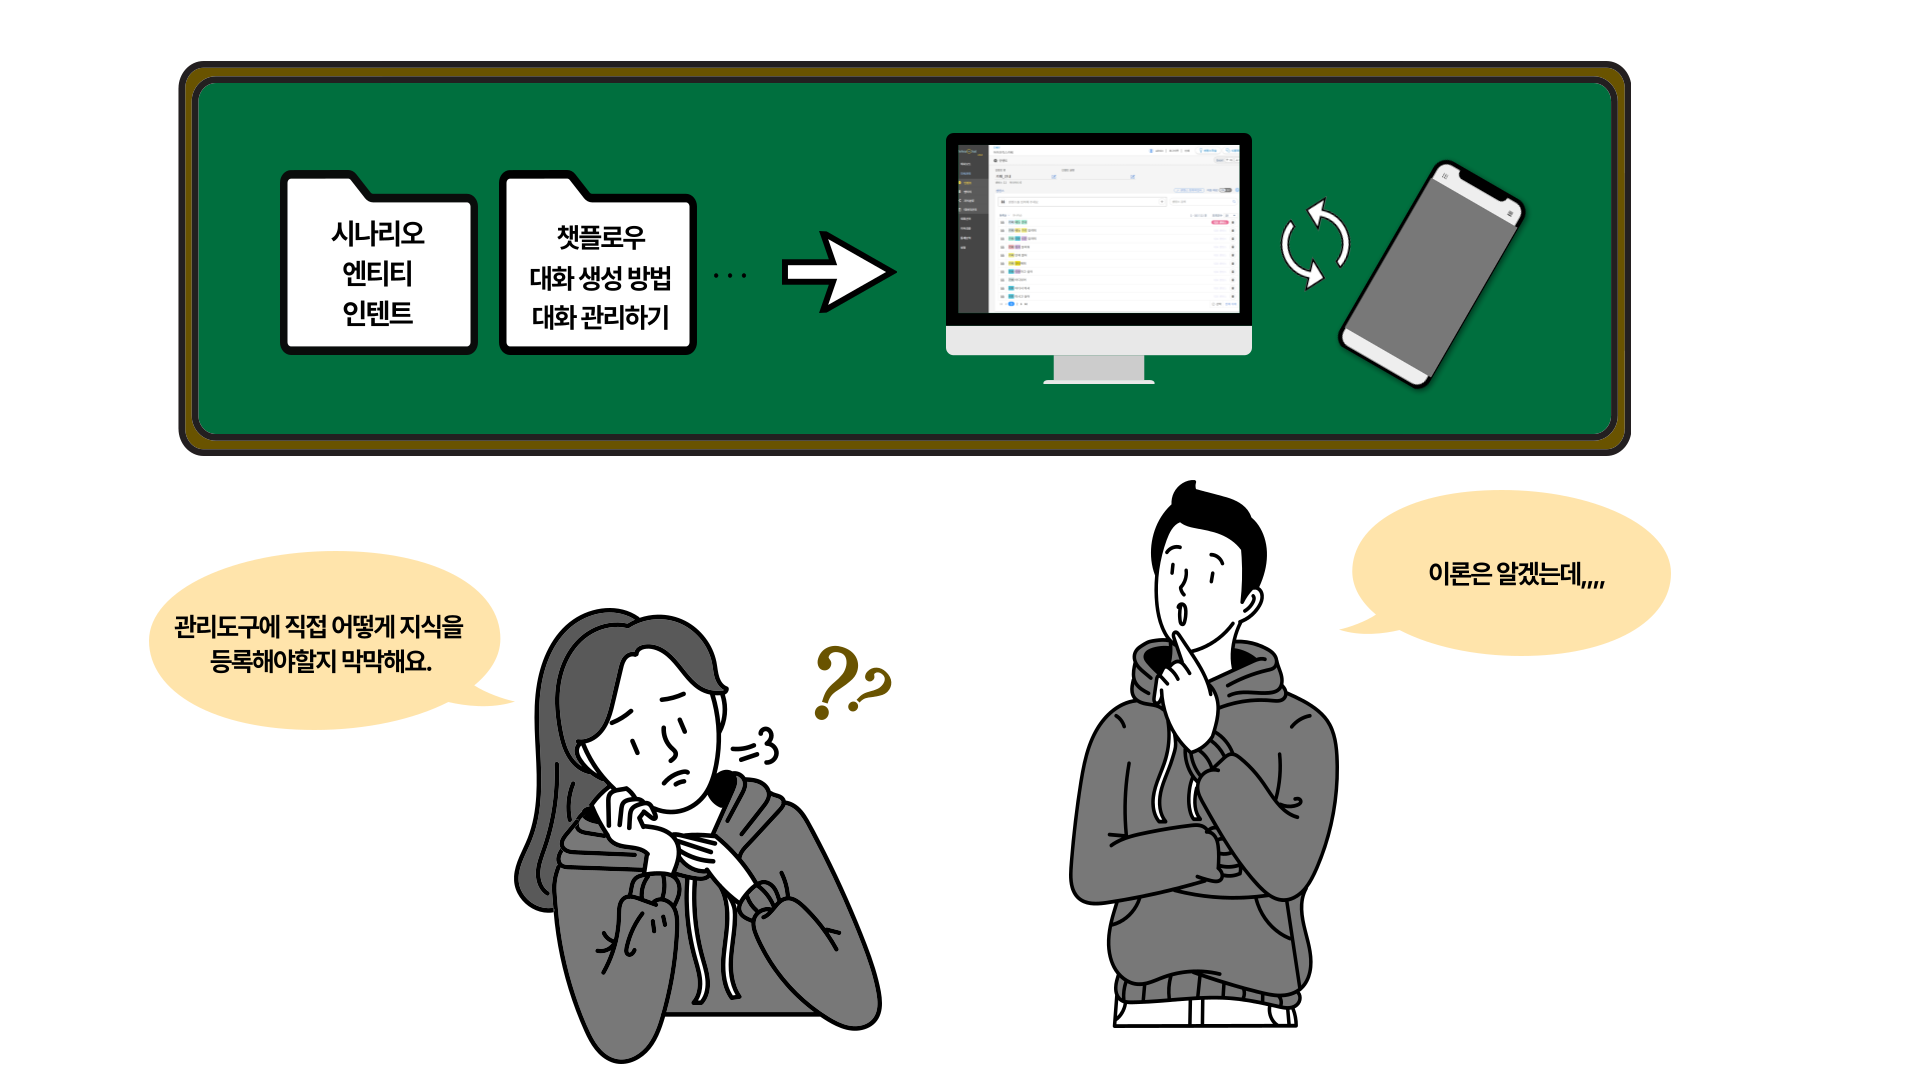 시나리오
엔티티
인텐트
챗플로우
대화 생성 방법
대화 관리하기
...
관리도구에 직접 어떻게 지식을
등록해야할지 막막해요.
??
이론은 알겠는데,,,,